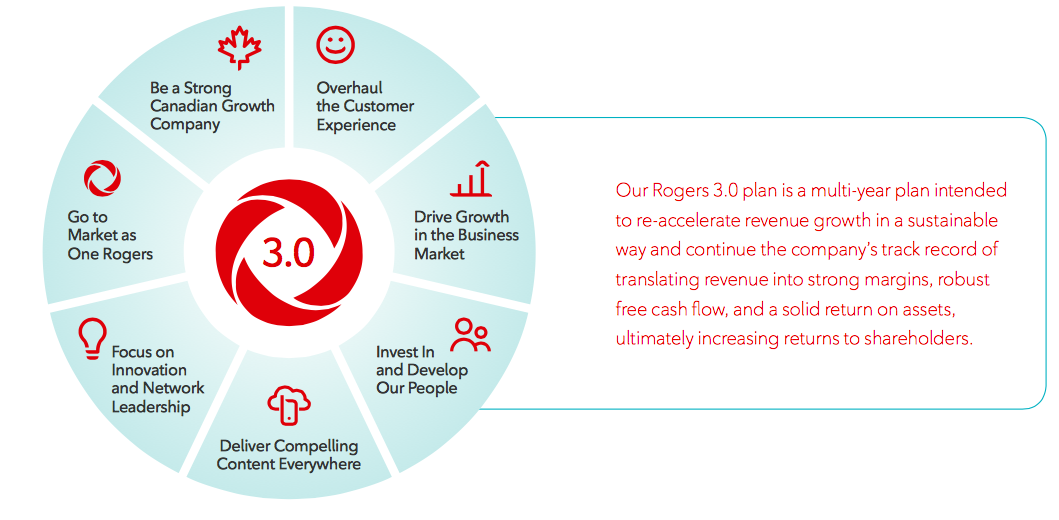 Be a Strong
Canadian Growth
Company
Overhaul
the Customer
Experience
Go to
Market as
One Rogers
3.0
Drive Growth
in the Business
Market
Focus on
Innovation
and Network
Leadership
Invest In
and Develop
Our People
Deliver Compelling
Content Everywhere
Our Rogers 3.0 plan is a multi-year plan intended
to re-accelerate revenue growth in a sustainable
way and continue the company’s track record of
translating revenue into strong margins, robust
free cash flow, and a solid return on assets,
ultimately increasing returns to shareholders.